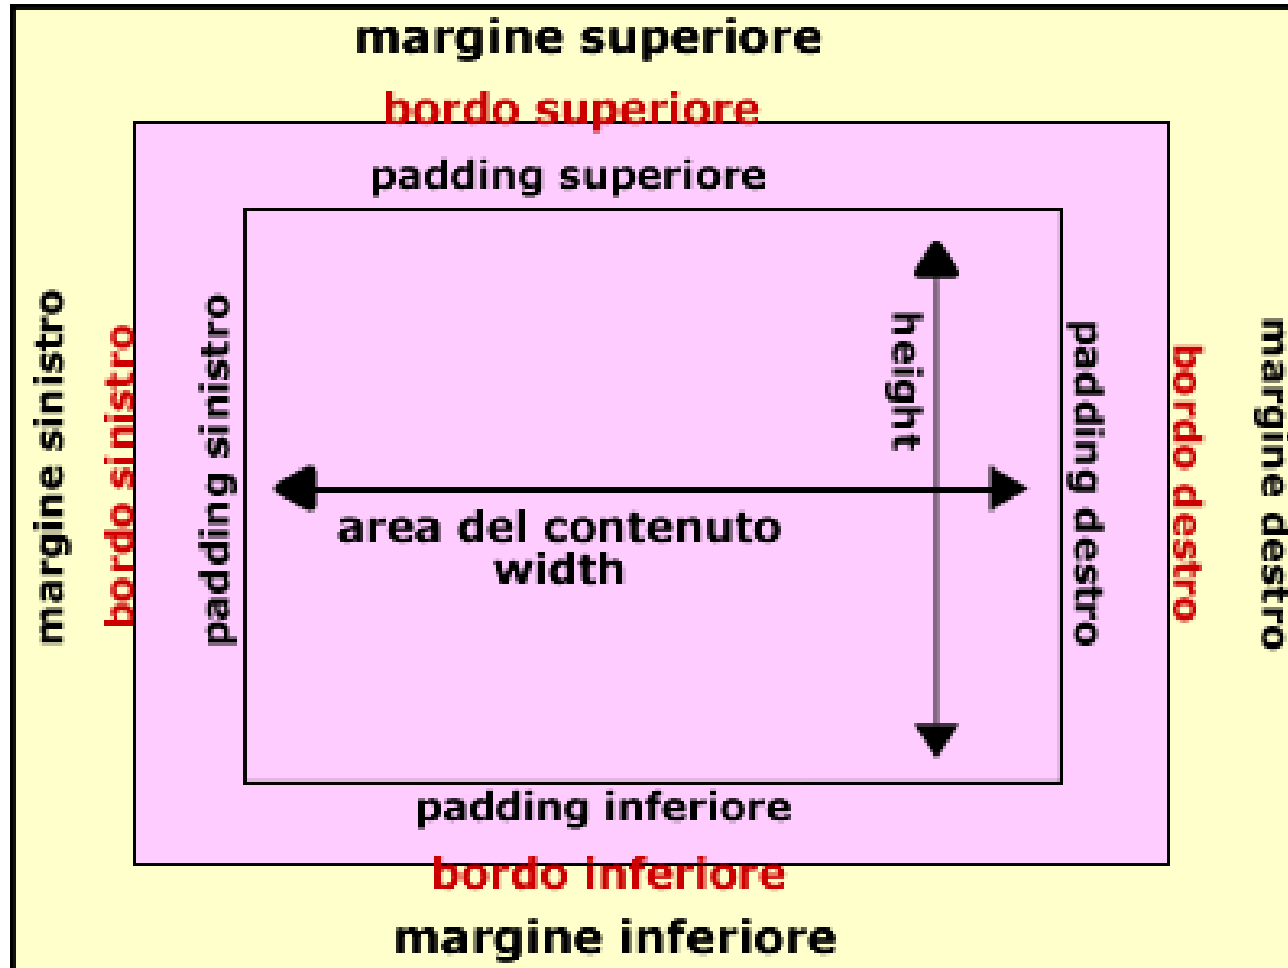 margine superiore
bordo superiore
padding superiore
margine sinistro
bordo sinistro
padding sinistro
height
padding destro
bordo destro
margine destro
area del contenuto
width
padding inferiore
bordo inferiore
margine inferiore